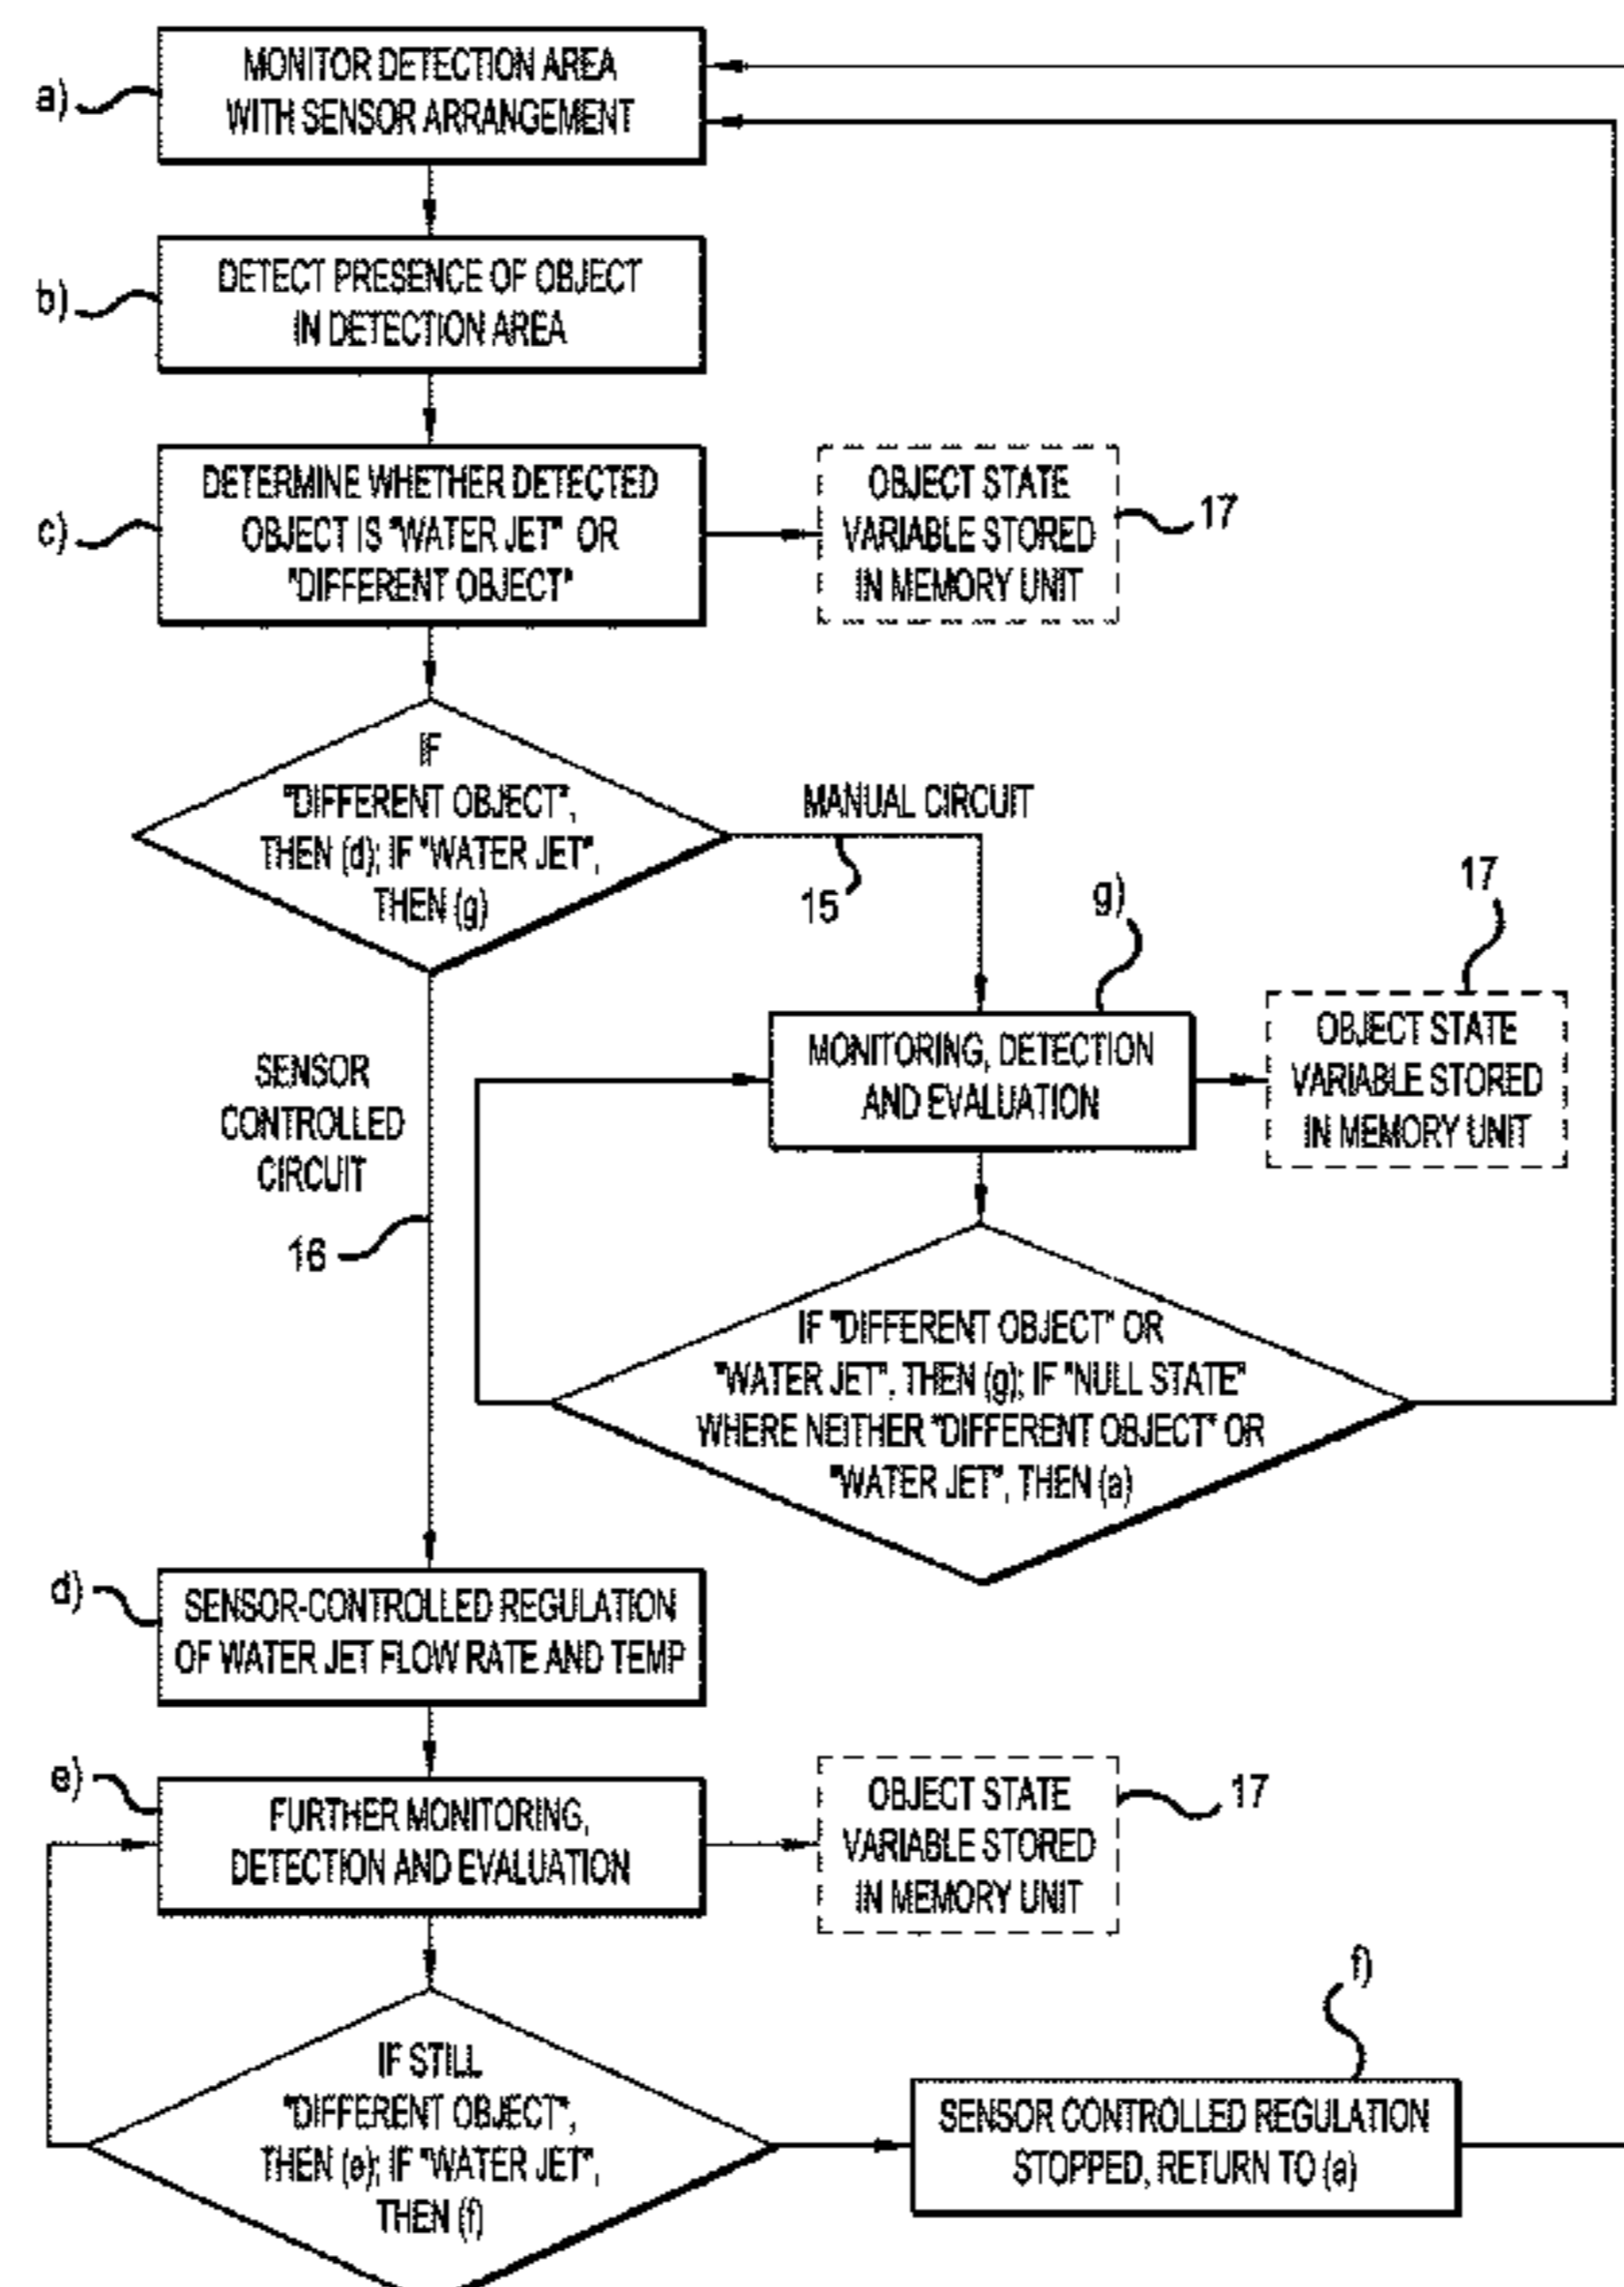 a)
MONITOR DETECTION AREA
WITH SENSOR ARRANGEMENT
b)
DETECT PRESENCE OF OBJECT
IN DETECTION AREA
c)
DETERMINE WHETHER DETECTED
OBJECT IS "WATER JET" OR
"DIFFERENT OBJECT"
OBJECT STATE
VARIABLE STORED
IN MEMORY UNIT
17
IF
"DIFFERENT OBJECT",
THEN (d); IF "WATER JET",
THEN (g)
MANUAL CIRCUIT
15
g)
17
MONITORING, DETECTION
AND EVALUATION
OBJECT STATE
VARIABLE STORED
IN MEMORY UNIT
SENSOR
CONTROLLED
CIRCUIT
16
IF "DIFFERENT OBJECT" OR
"WATER JET", THEN (g); IF "NULL STATE"
WHERE NEITHER "DIFFERENT OBJECT" OR
"WATER JET", THEN (a)
d)
SENSOR-CONTROLLED REGULATION
OF WATER JET FLOW RATE AND TEMP
e)
FURTHER MONITORING,
DETECTION AND EVALUATION
OBJECT STATE
VARIABLE STORED
IN MEMORY UNIT
17
IF STILL
"DIFFERENT OBJECT",
THEN (e); IF "WATER JET",
THEN (f)
f)
SENSOR CONTROLLED REGULATION
STOPPED, RETURN TO (a)